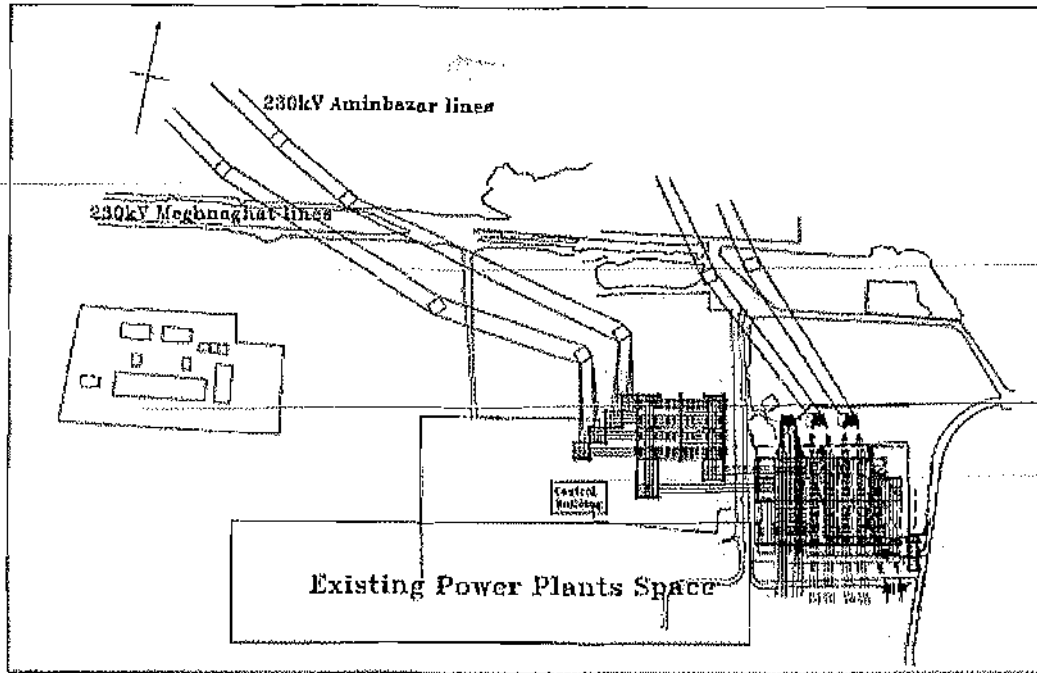 230kV Aminbazar lines
230kV Meghnaghat lines
Control
Building
Existing Power Plants Space